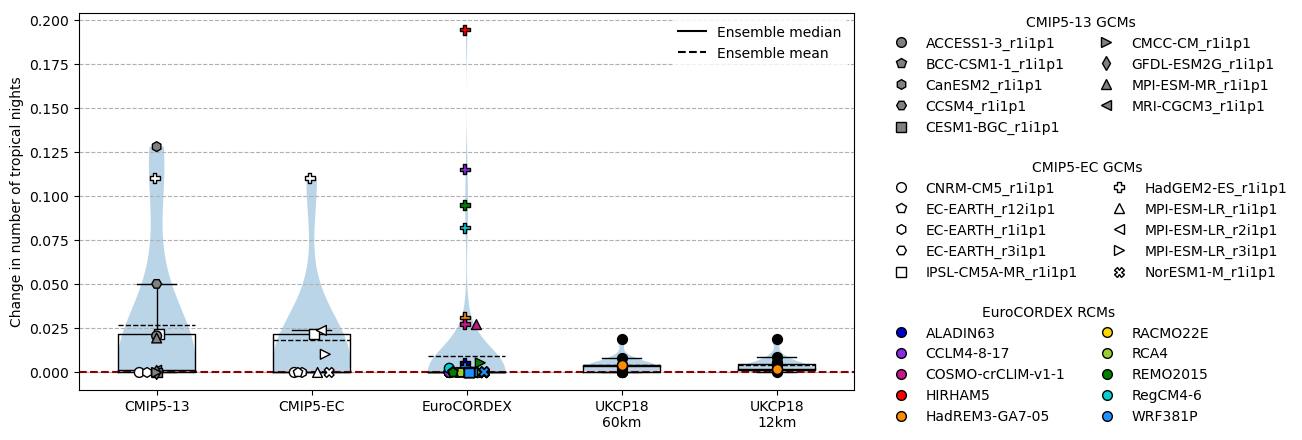 Change in number of tropical nights
0.200
0.175
0.150
0.125
0.100
0.075
0.050
0.025
0.000
Ensemble median
Ensemble mean
CMIP5-13
CMIP5-EC
EuroCORDEX
UKCP18
60km
UKCP18
12km
CMIP5-13 GCMs
ACCESS1-3_r1i1p1
BCC-CSM1-1_r1i1p1
CanESM2_r1i1p1
CCSM4_r1i1p1
CESM1-BGC_r1i1p1
CMCC-CM_r1i1p1
GFDL-ESM2G_r1i1p1
MPI-ESM-MR_r1i1p1
MRI-CGCM3_r1i1p1
CMIP5-EC GCMs
CNRM-CM5_r1i1p1
EC-EARTH_r12i1p1
EC-EARTH_r1i1p1
EC-EARTH_r3i1p1
IPSL-CM5A-MR_r1i1p1
HadGEM2-ES_r1i1p1
MPI-ESM-LR_r1i1p1
MPI-ESM-LR_r2i1p1
MPI-ESM-LR_r3i1p1
NorESM1-M_r1i1p1
EuroCORDEX RCMs
ALADIN63
CCLM4-8-17
COSMO-crCLIM-v1-1
HIRHAM5
HadREM3-GA7-05
RACMO22E
RCA4
REMO2015
RegCM4-6
WRF381P